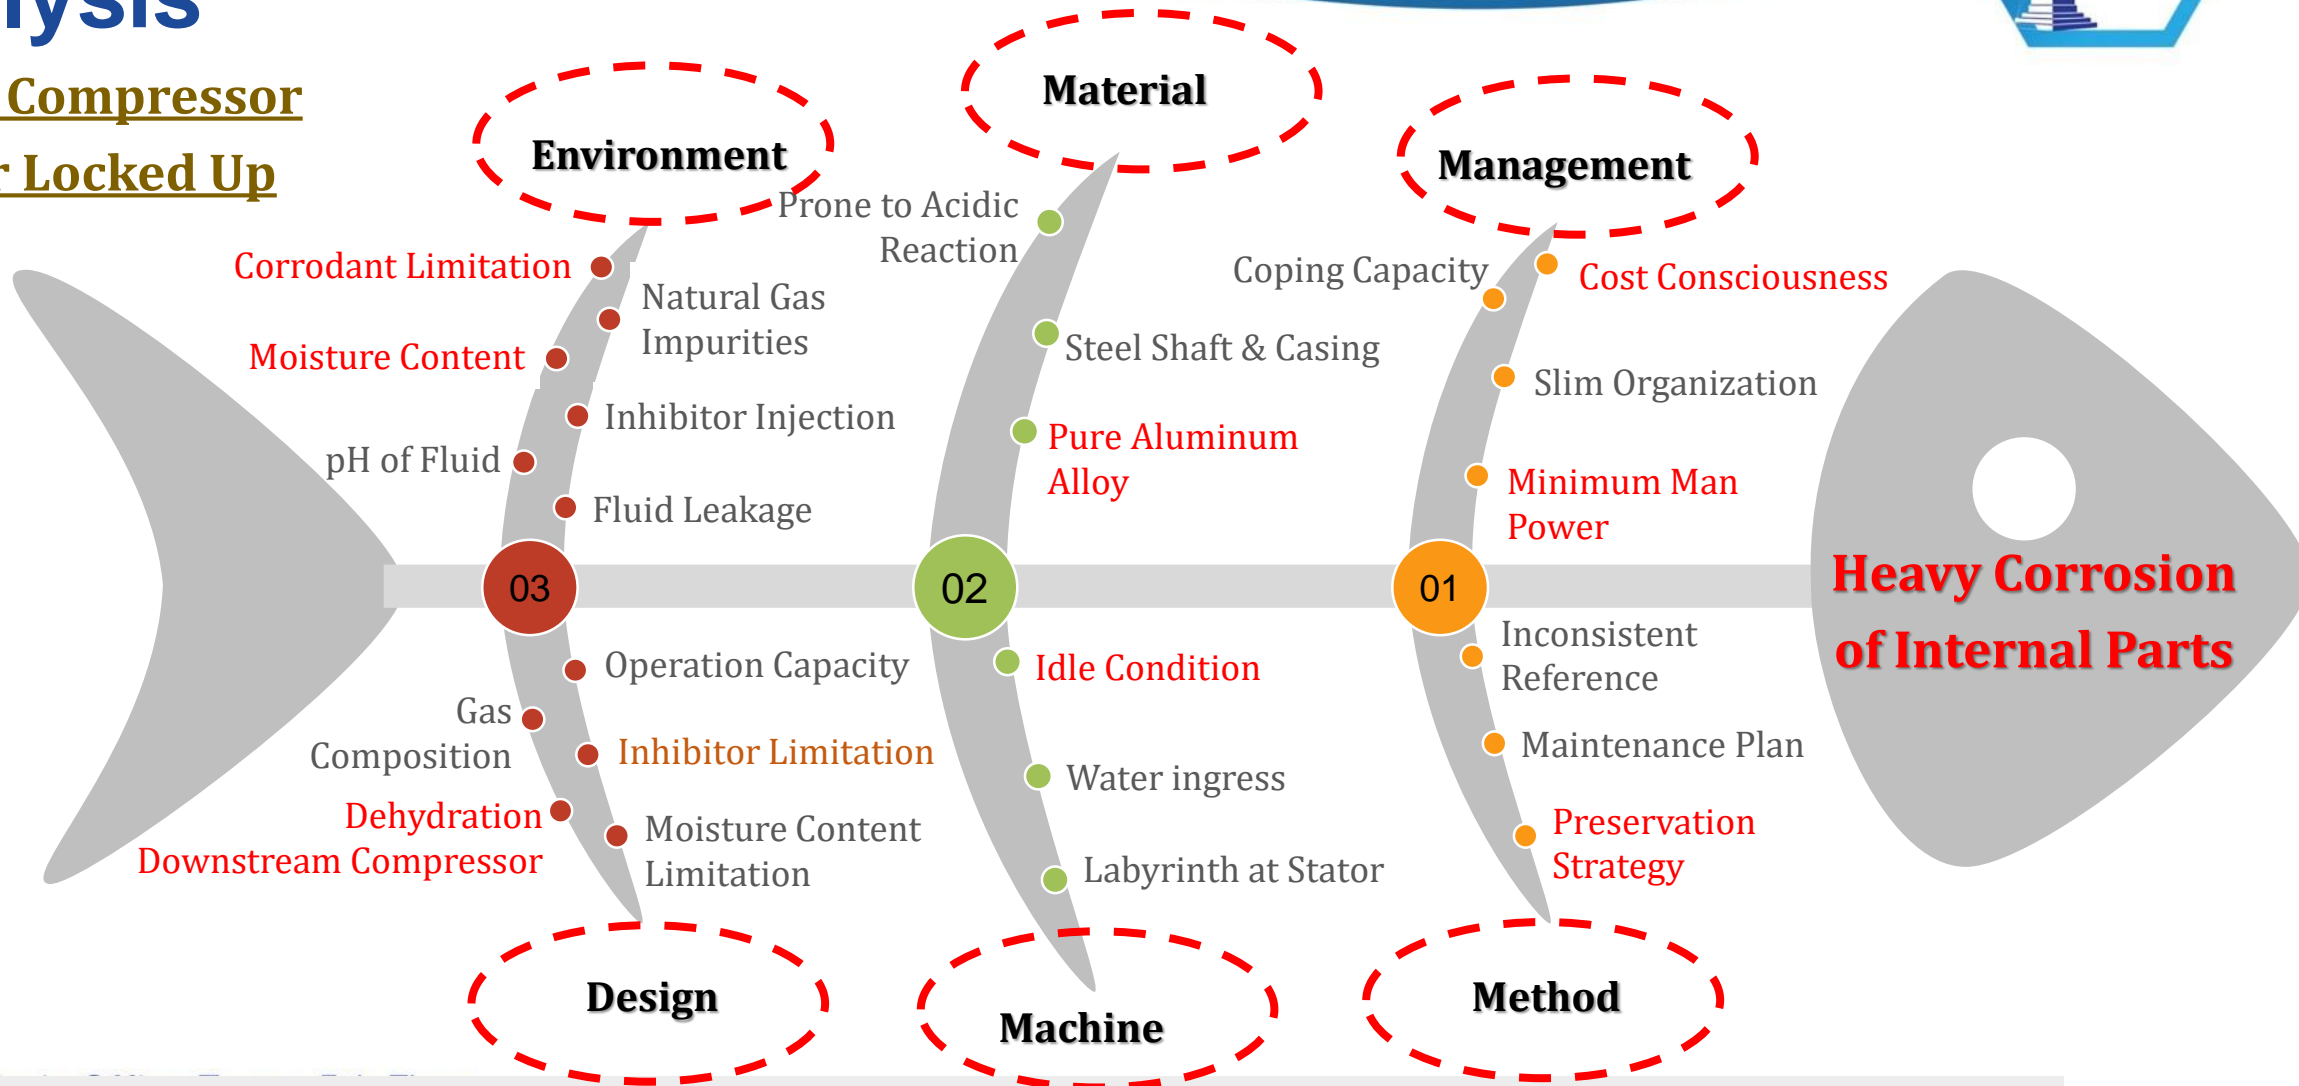 Compressor
Locked Up
Environment
Material
Management
Prone to Acidic
Reaction
Corrodant Limitation
Natural Gas
Impurities
Moisture Content
Inhibitor Injection
pH of Fluid
Fluid Leakage
Steel Shaft & Casing
Pure Aluminum
Alloy
Coping Capacity
Cost Consciousness
Slim Organization
Minimum Man
Power
03
02
01
Heavy Corrosion
of Internal Parts
Operation Capacity
Gas
Composition
Inhibitor Limitation
Dehydration
Downstream Compressor
Moisture Content
Limitation
Idle Condition
Water ingress
Labyrinth at Stator
Inconsistent
Reference
Maintenance Plan
Preservation
Strategy
Design
Machine
Method